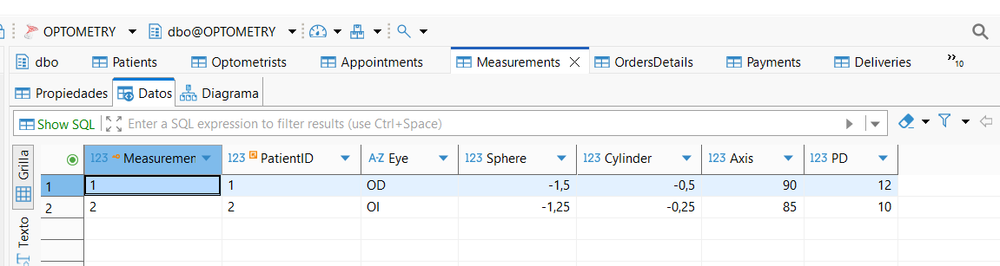 OPTOMETRY dbo@OPTOMETRY
dbo Patients Optometrists Appointments Measurements OrdersDetails Payments Deliveries »10
Propiedades Datos Diagrama
Show SQL Enter a SQL expression to filter results (use Ctrl+Space)
Grilla
Texto
123 Measuremen 123 PatientID A-Z Eye 123 Sphere 123 Cylinder 123 Axis 123 PD
1 1 1 OD -1,5 -0,5 90 12
2 2 2 OI -1,25 -0,25 85 10